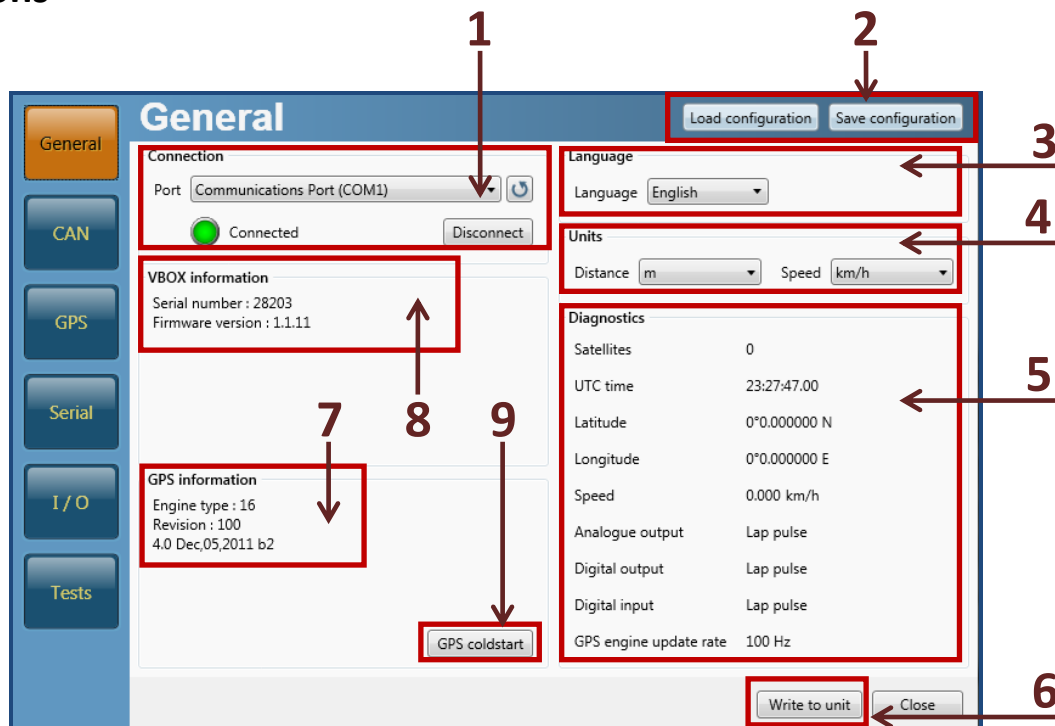 1
2
General
Load configuration
Save configuration
General
CAN
GPS
Serial
I / O
Tests
Connection
Port Communications Port (COM1)
Connected
Disconnect
VBOX information
Serial number : 28203
Firmware version : 1.1.11
7
8
9
GPS information
Engine type : 16
Revision : 100
4.0 Dec,05,2011 b2
GPS coldstart
Language
Language English
3
Units
Distance m Speed km/h
4
Diagnostics
Satellites 0
UTC time 23:27:47.00
Latitude 0°0.000000 N
Longitude 0°0.000000 E
Speed 0.000 km/h
Analogue output Lap pulse
Digital output Lap pulse
Digital input Lap pulse
GPS engine update rate 100 Hz
5
Write to unit
Close
6